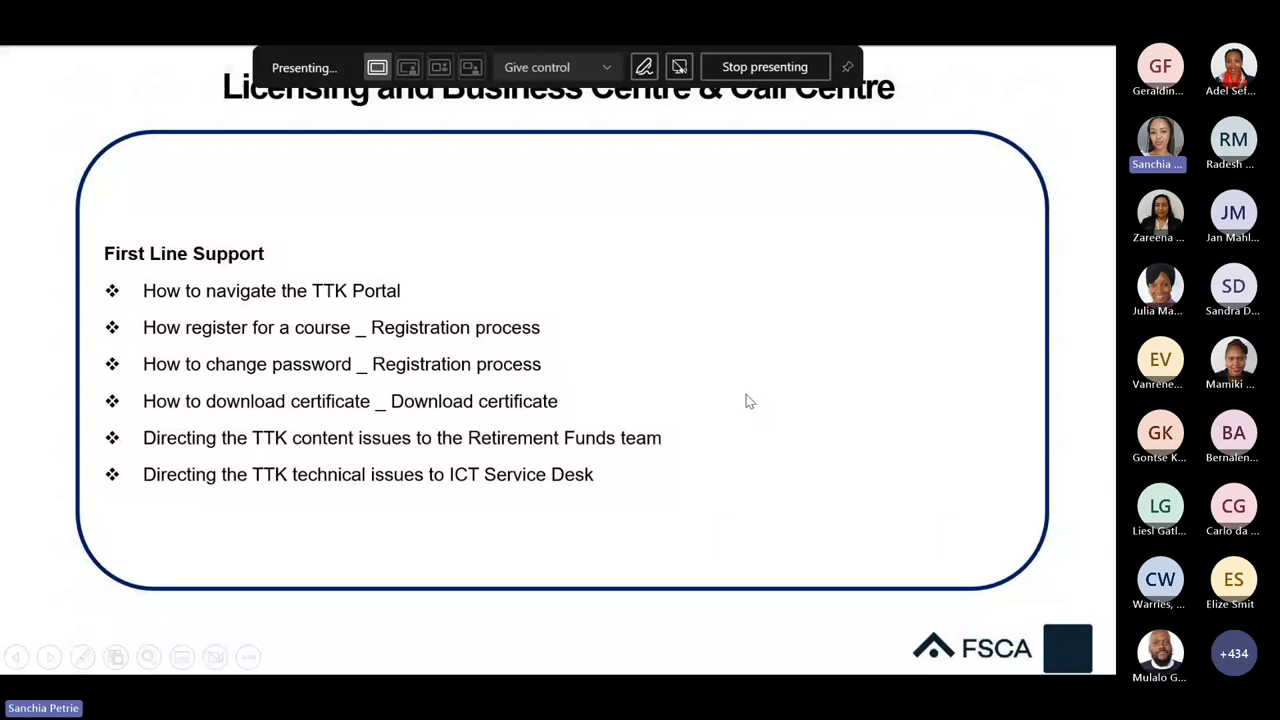 Presenting...
Give control
Stop presenting
Licensing and Business Centre & Call Centre
First Line Support
❖ How to navigate the TTK Portal
❖ How register for a course _ Registration process
❖ How to change password _ Registration process
❖ How to download certificate _ Download certificate
❖ Directing the TTK content issues to the Retirement Funds team
❖ Directing the TTK technical issues to ICT Service Desk
FSCA
GF
Geraldin...
Adel Sef...
Sanchia ...
RM
Radesh ...
Zareena ...
JM
Jan Mahl...
Julia Ma...
SD
Sandra D...
EV
Vanrene...
Mamiki ...
GK
Gontse K...
BA
Bernalen...
LG
Liesl Gatl...
CG
Carlo da ...
CW
Warries, ...
ES
Elize Smit
Mulalo G...
+434
Sanchia Petrie